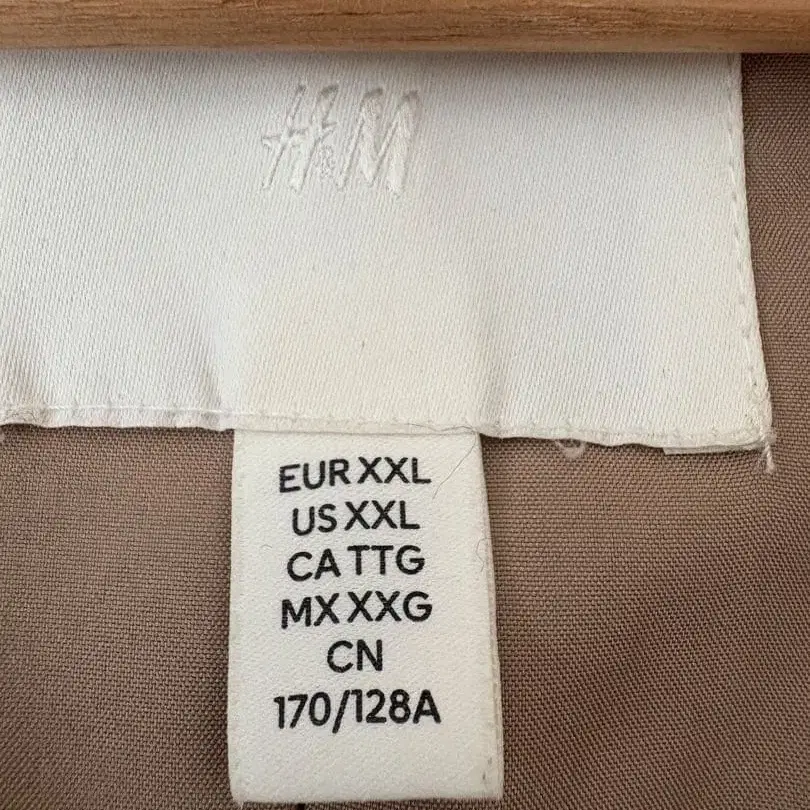 H&M
EUR XXL
US XXL
CA TTG
MX XXG
CN
170/128A